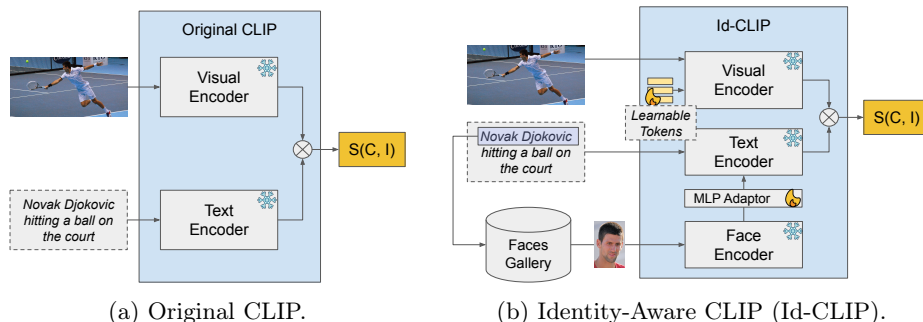 Original CLIP
Visual
Encoder
S(C, I)
Novak Djokovic
hitting a ball on
the court
Text
Encoder
(a) Original CLIP.
Id-CLIP
Visual
Encoder
Learnable
Tokens
S(C, I)
Novak Djokovic
hitting a ball on
the court
Text
Encoder
MLP Adaptor
Faces
Gallery
Face
Encoder
(b) Identity-Aware CLIP (Id-CLIP).